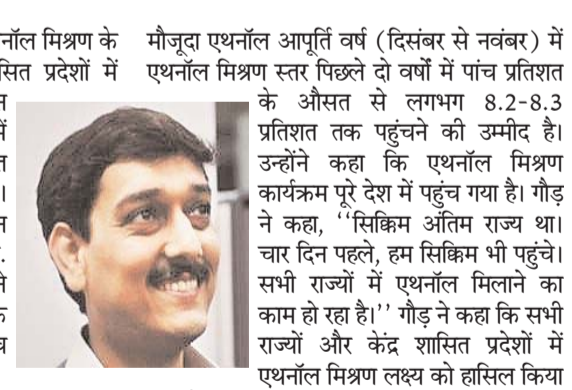 नॉल मिश्रण के
सित प्रदेशों में
मौजूदा एथनॉल आपूर्ति वर्ष (दिसंबर से नवंबर) में
एथनॉल मिश्रण स्तर पिछले दो वर्षों में पांच प्रतिशत
के औसत से लगभग 8.2-8.3
प्रतिशत तक पहुंचने की उम्मीद है।
उन्होंने कहा कि एथनॉल मिश्रण
कार्यक्रम पूरे देश में पहुंच गया है। गौड़
ने कहा, ‘‘सिक्किम अंतिम राज्य था।
चार दिन पहले, हम सिक्किम भी पहुंचे।
सभी राज्यों में एथनॉल मिलाने का
काम हो रहा है।’’ गौड़ ने कहा कि सभी
राज्यों और केंद्र शासित प्रदेशों में
एथनॉल मिश्रण लक्ष्य को हासिल किया